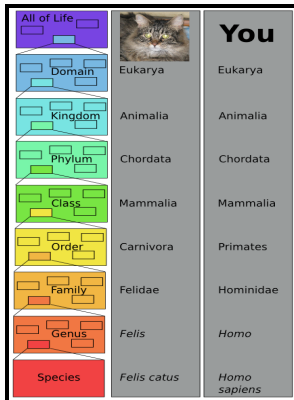 All of Life
You
Domain Eukarya Eukarya
Kingdom Animalia Animalia
Phylum Chordata Chordata
Class Mammalia Mammalia
Order Carnivora Primates
Family Felidae Hominidae
Genus Felis Homo
Species Felis catus Homo
sapiens